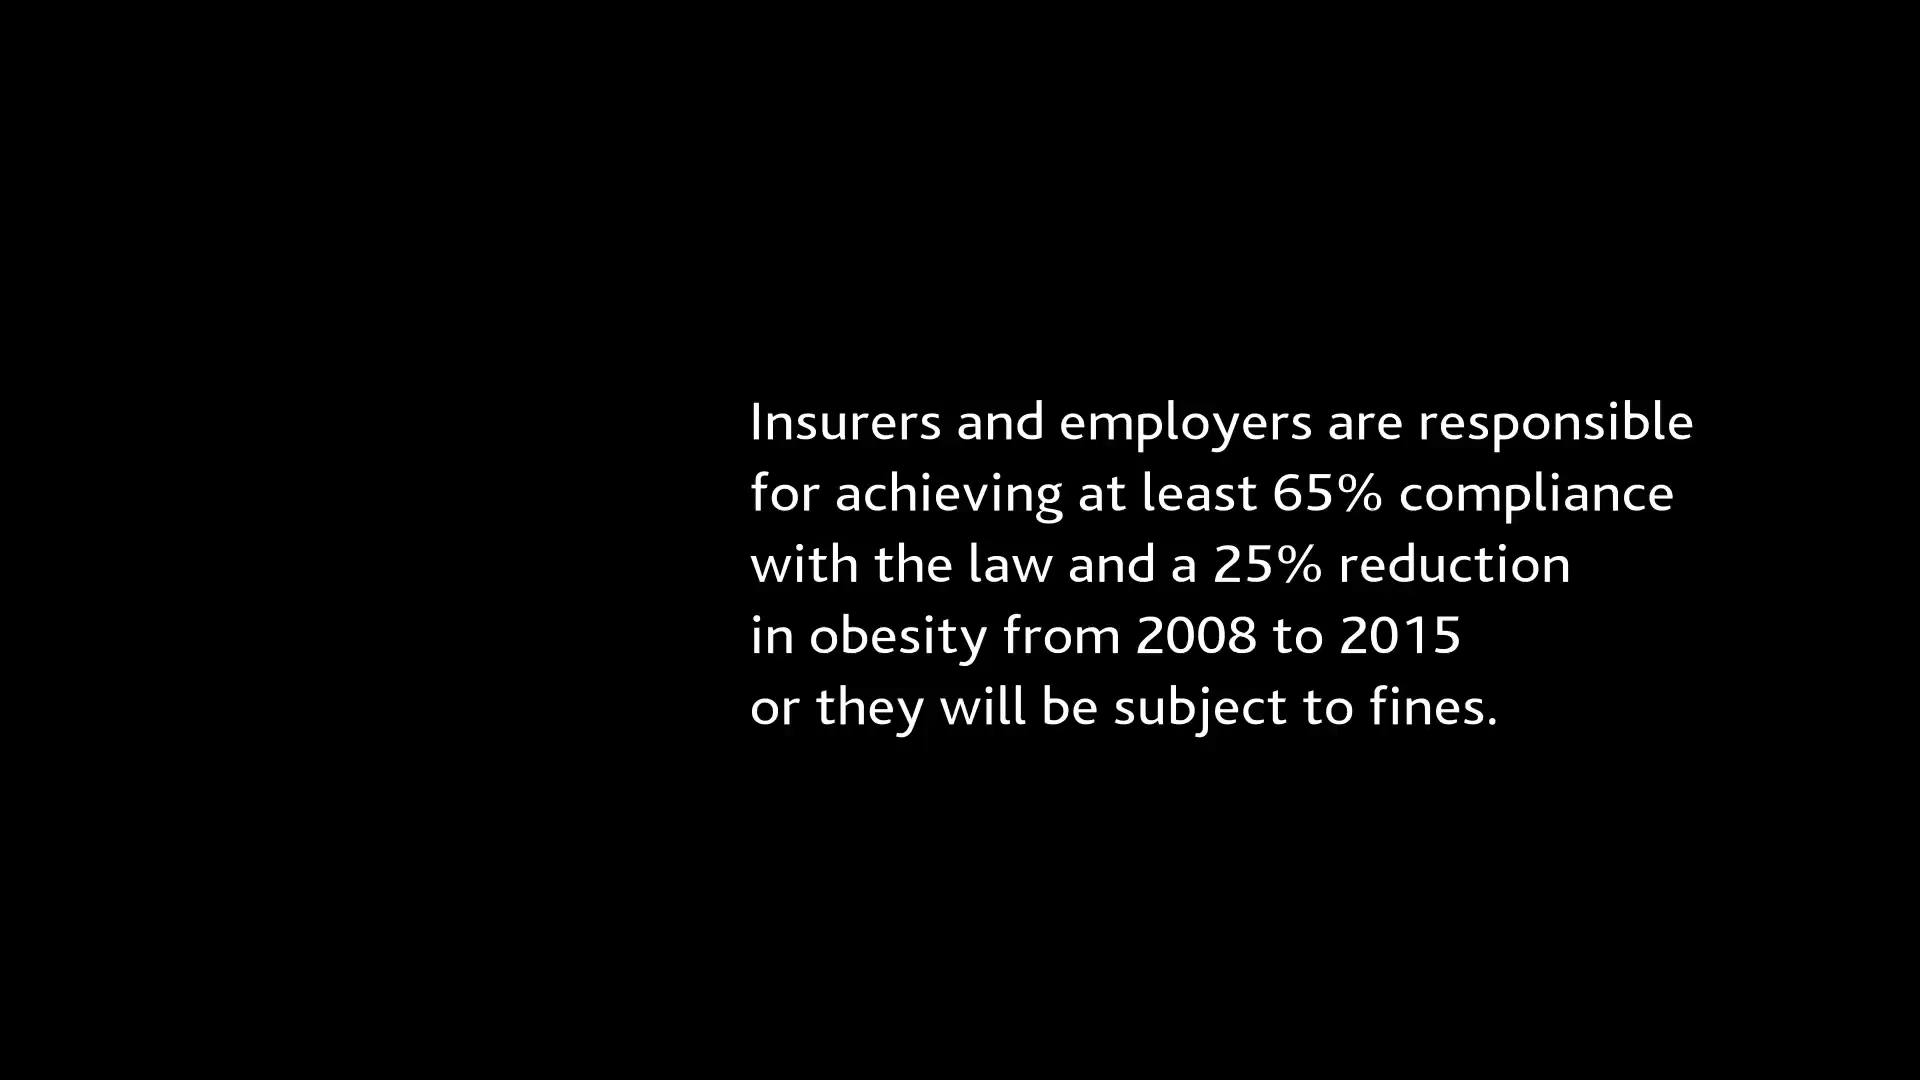 Insurers and employers are responsible
for achieving at least 65% compliance
with the law and a 25% reduction
in obesity from 2008 to 2015
or they will be subject to fines.